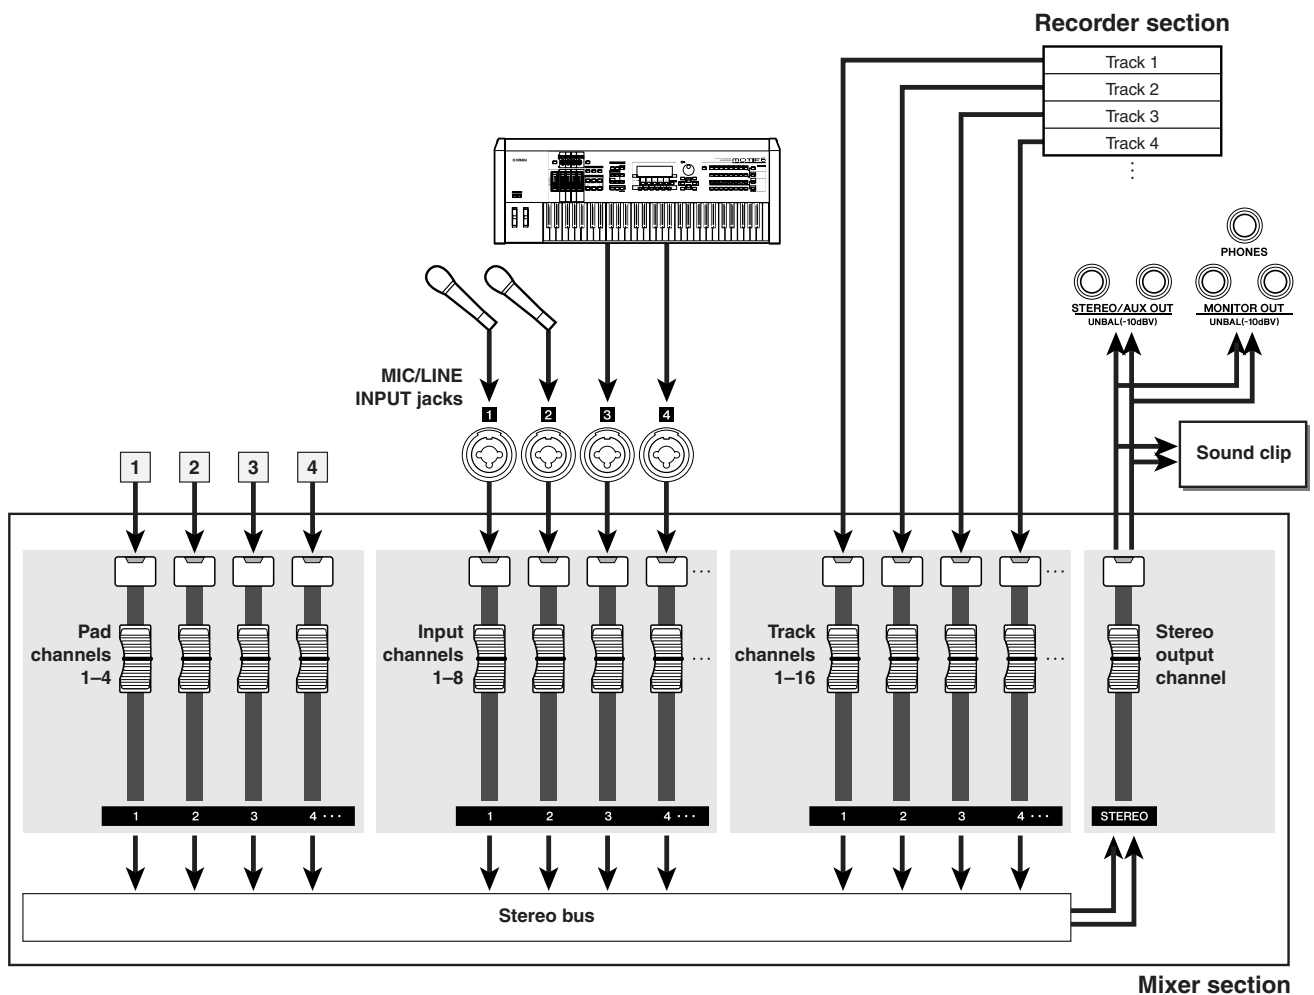 Recorder section
Track 1
Track 2
Track 3
Track 4
YAMAHA
MOTIF6
PHONES
STEREO/AUX OUT
UNBAL(-10dBV)
MONITOR OUT
UNBAL(-10dBV)
MIC/LINE
INPUT jacks
1 2 3 4
Sound clip
1 2 3 4
Pad
channels
1–4
Input
channels
1–8
Track
channels
1–16
Stereo
output
channel
1 2 3 4 ···
1 2 3 4 ···
1 2 3 4 ···
STEREO
Stereo bus
Mixer section